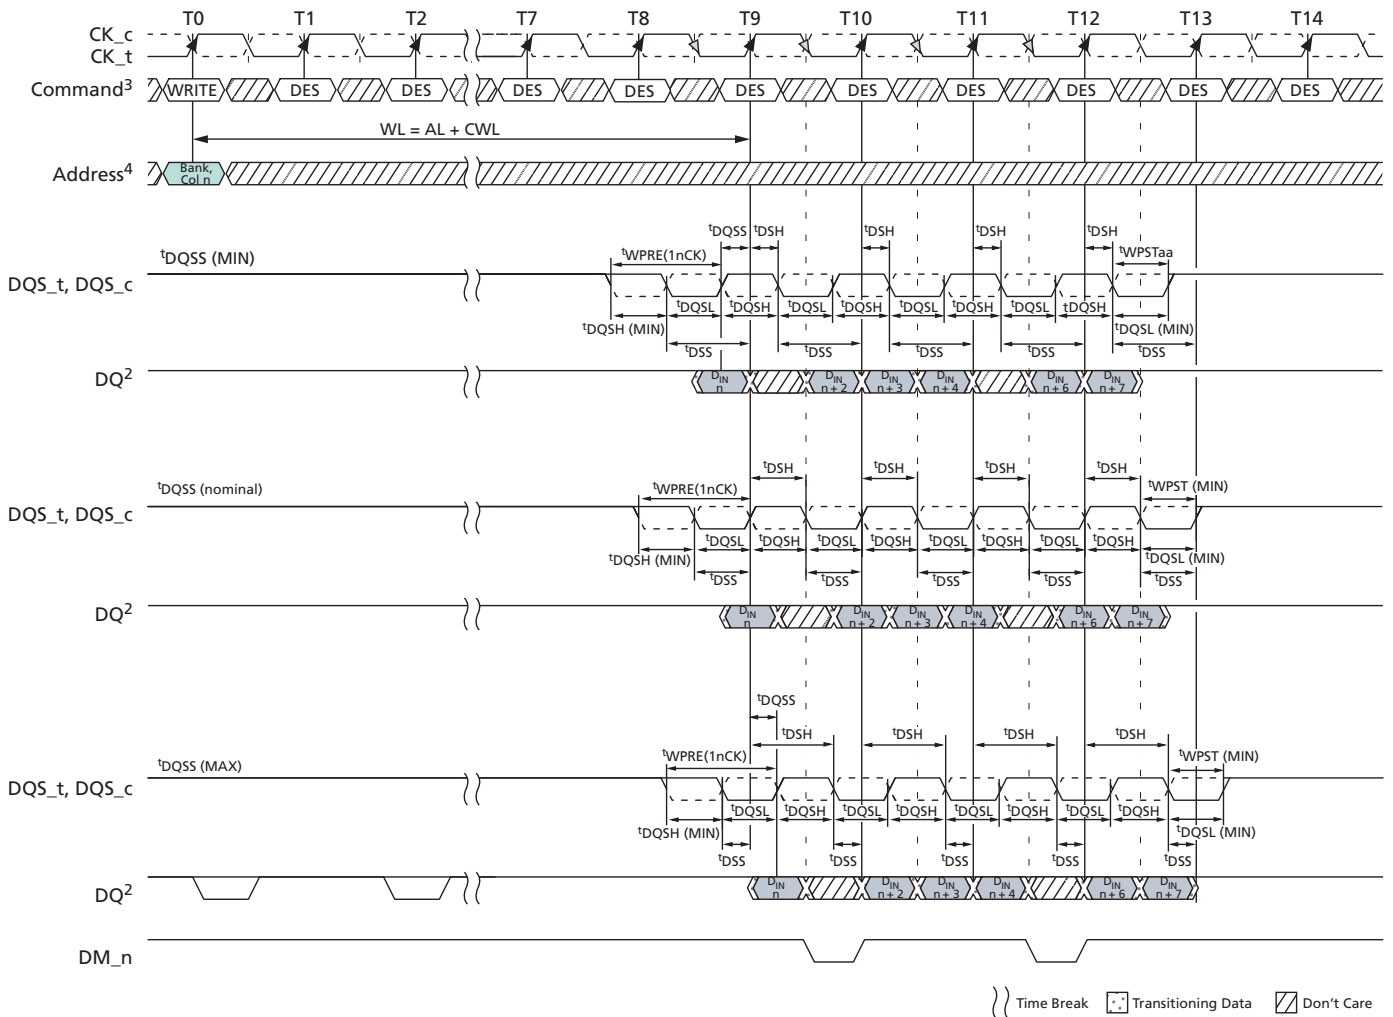 T0 T1 T2 T7 T8 T9 T10 T11 T12 T13 T14
CK_c
CK_t
Command3 WRITE DES DES DES DES DES DES DES DES DES DES
WL = AL + CWL
Address4 Bank, Col n
tDQSS tDSH tDSH tDSH tDSH
tDQSS (MIN) tWPRE(1nCK) tWPSTaa
DQS_t, DQS_c
tDQSL tDQSH tDQSL tDQSH tDQSL tDQSH tDQSL tDQSH
tDQSH (MIN) tDQSL (MIN)
tDSS tDSS tDSS tDSS tDSS
DQ2 DIN n DIN n + 2 DIN n + 3 DIN n + 4 DIN n + 6 DIN n + 7
tDSH tDSH tDSH tDSH
tDQSS (nominal) tWPRE(1nCK) tWPST (MIN)
DQS_t, DQS_c
tDQSL tDQSH tDQSL tDQSH tDQSL tDQSH tDQSL tDQSH
tDQSH (MIN) tDQSL (MIN)
tDSS tDSS tDSS tDSS tDSS
DQ2 DIN n DIN n + 2 DIN n + 3 DIN n + 4 DIN n + 6 DIN n + 7
tDQSS
tDSH tDSH tDSH tDSH
tDQSS (MAX) tWPRE(1nCK) tWPST (MIN)
DQS_t, DQS_c
tDQSL tDQSH tDQSL tDQSH tDQSL tDQSH tDQSL tDQSH
tDQSH (MIN) tDQSL (MIN)
tDSS tDSS tDSS tDSS tDSS
DQ2 DIN n DIN n + 2 DIN n + 3 DIN n + 4 DIN n + 6 DIN n + 7
DM_n
Time Break Transitioning Data Don't Care